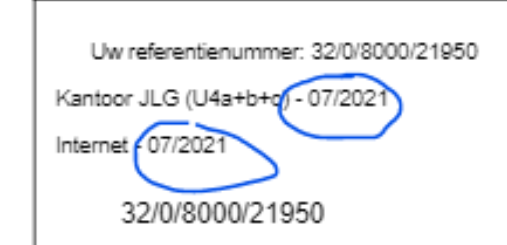 Uw referentienummer: 32/0/8000/21950
Kantoor JLG (U4a+b+c) - 07/2021
Internet - 07/2021
32/0/8000/21950